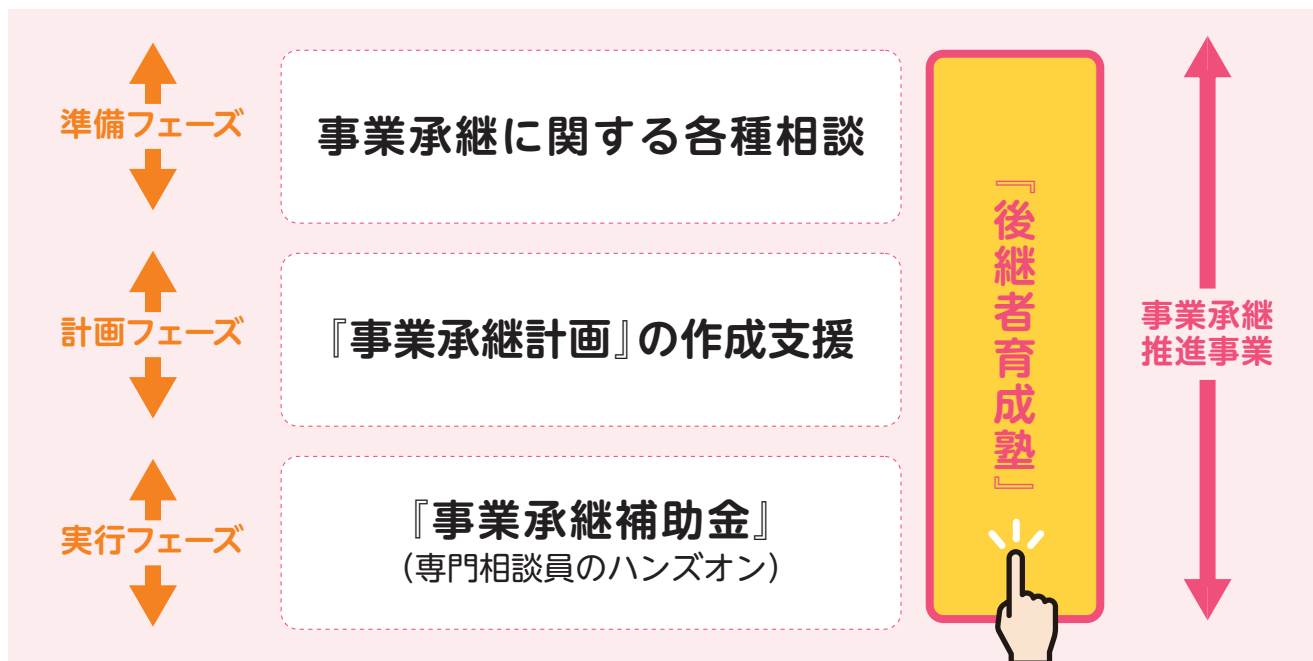 準備フェーズ
事業承継に関する各種相談
計画フェーズ
『事業承継計画』の作成支援
実行フェーズ
『事業承継補助金』
（専門相談員のハンズオン）
『後継者育成塾』
事業承継
推進事業